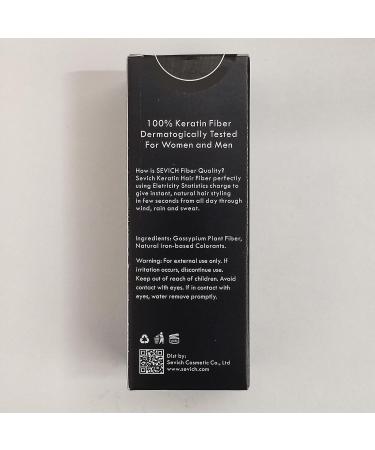 100% Keratin Fiber
Dermatogically Tested
For Women and Men
How is SEVICH Fiber Quality?
Sevich Keratin Hair Fiber perfectly
using Eletricity Statistics charge to
give instant, natural hair styling
in few seconds from all day through
wind, rain and sweat.
Ingredients: Gossypium Plant Fiber,
Natural Iron-based Colorants.
Warning: For external use only. If
irritation occurs, discontinue use.
Keep out of reach of children. Avoid
contact with eyes. If in contact with
eyes, water remove promptly.
Dist by:
Sevich Cosmetic Co., Ltd
www.sevich.com